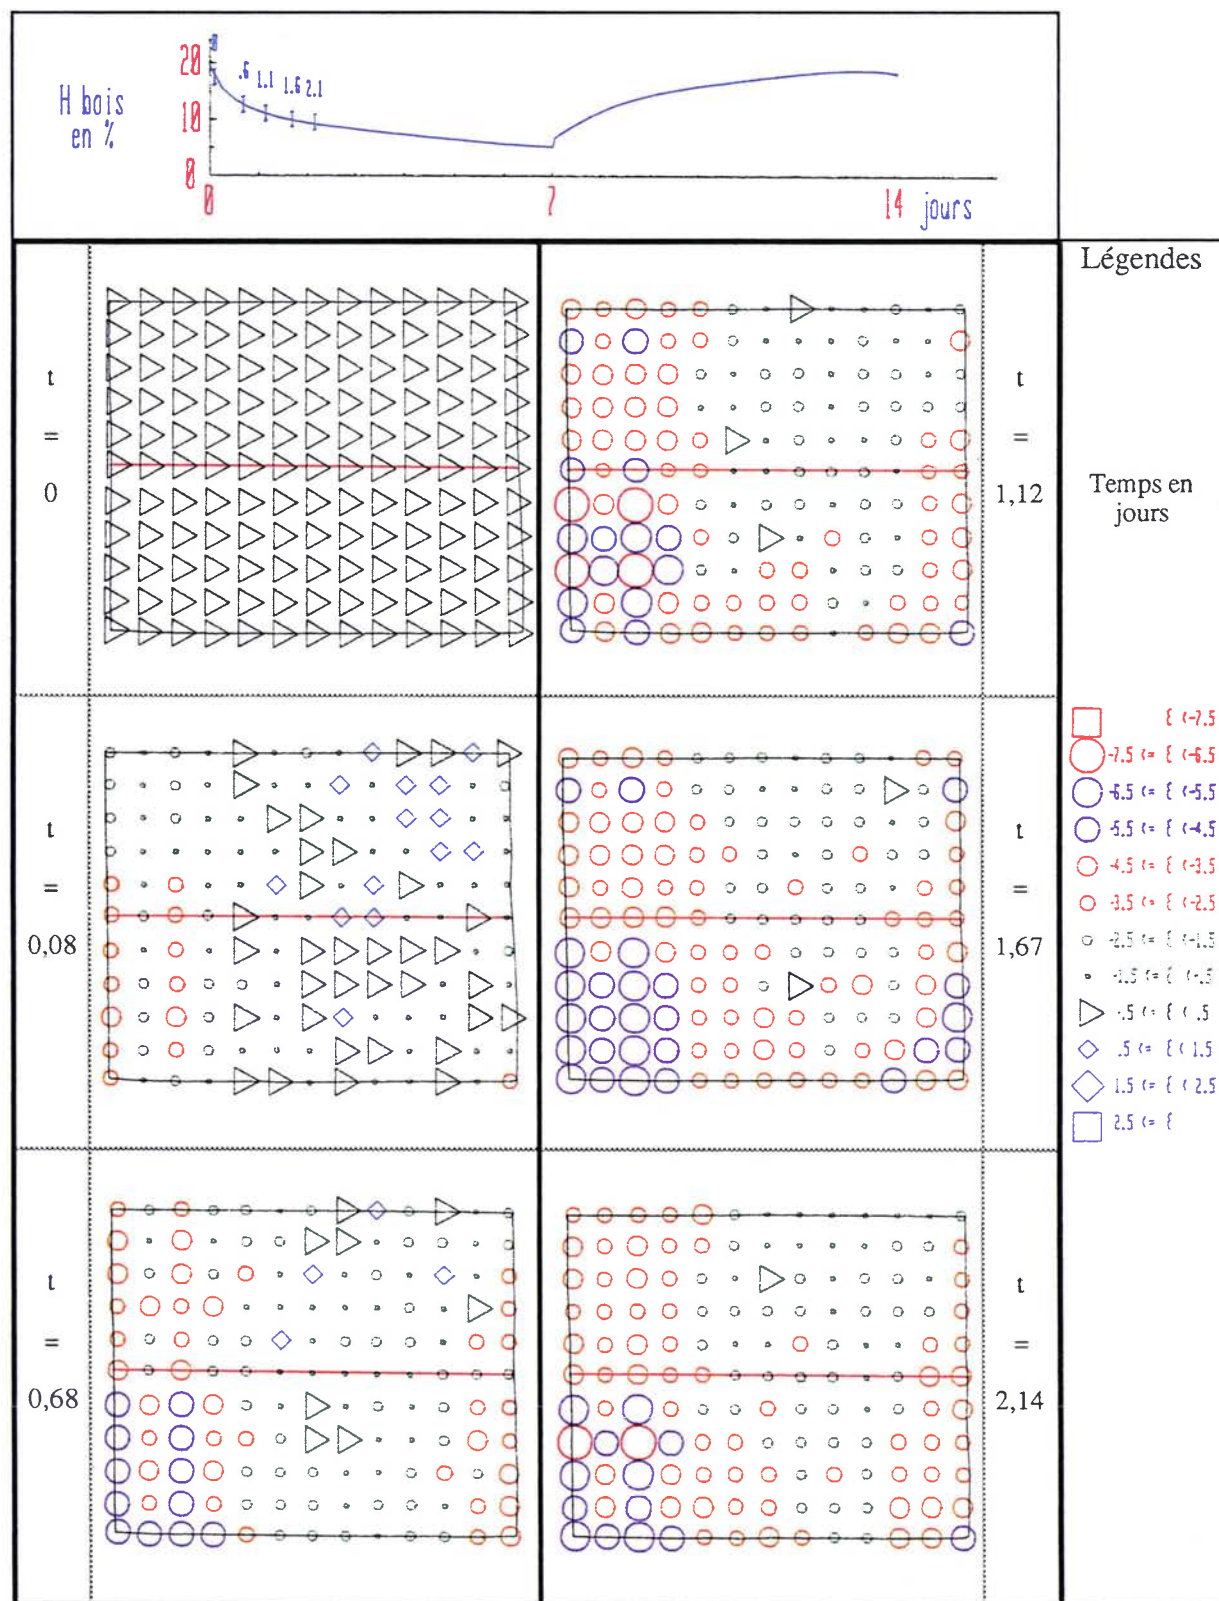 H bois
en %
20
10
0
.6 1.1 1.6 2.1
0 7 14 jours
t
=
0
t
=
1,12
t
=
0,08
t
=
1,67
t
=
0,68
t
=
2,14
Légendes
Temps en
jours
ε <-7.5
-7.5 <= ε <-6.5
-6.5 <= ε <-5.5
-5.5 <= ε <-4.5
-4.5 <= ε <-3.5
-3.5 <= ε <-2.5
-2.5 <= ε <-1.5
-1.5 <= ε <-.5
-.5 <= ε < .5
.5 <= ε < 1.5
1.5 <= ε < 2.5
2.5 <= ε